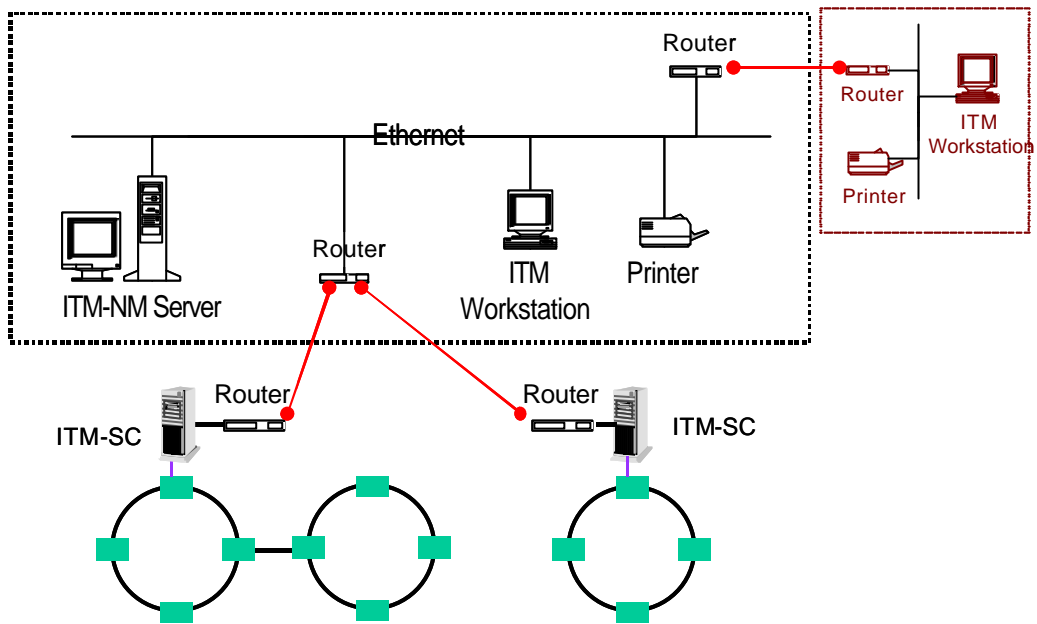 Router
Router
ITM
Workstation
Printer
Ethernet
ITM-NM Server
Router
ITM
Workstation
Printer
ITM-SC
Router
Router
ITM-SC